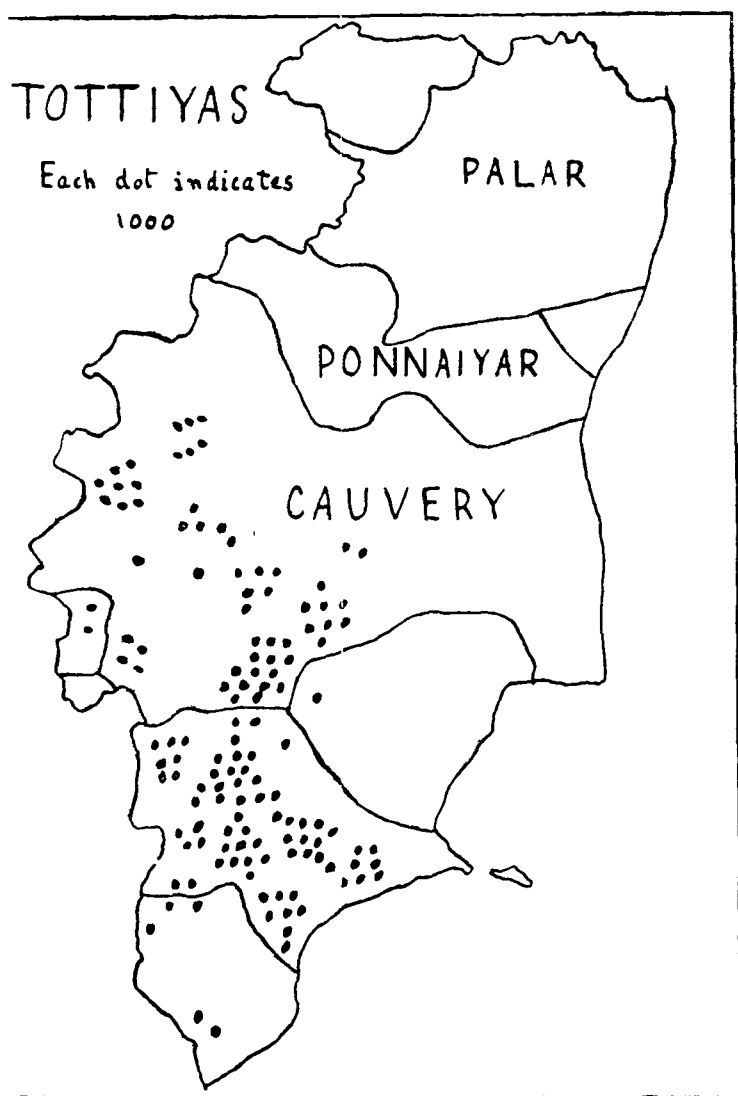 TOTTIYAS
Each dot indicates
1000
PALAR
PONNAIYAR
CAUVERY